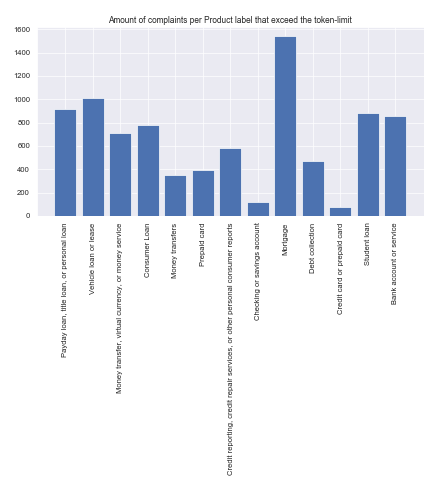 Amount of complaints per Product label that exceed the token-limit
1600
1400
1200
1000
800
600
400
200
0
Payday loan, title loan, or personal loan
Vehicle loan or lease
Money transfer, virtual currency, or money service
Consumer Loan
Money transfers
Prepaid card
Credit reporting, credit repair services, or other personal consumer reports
Checking or savings account
Mortgage
Debt collection
Credit card or prepaid card
Student loan
Bank account or service